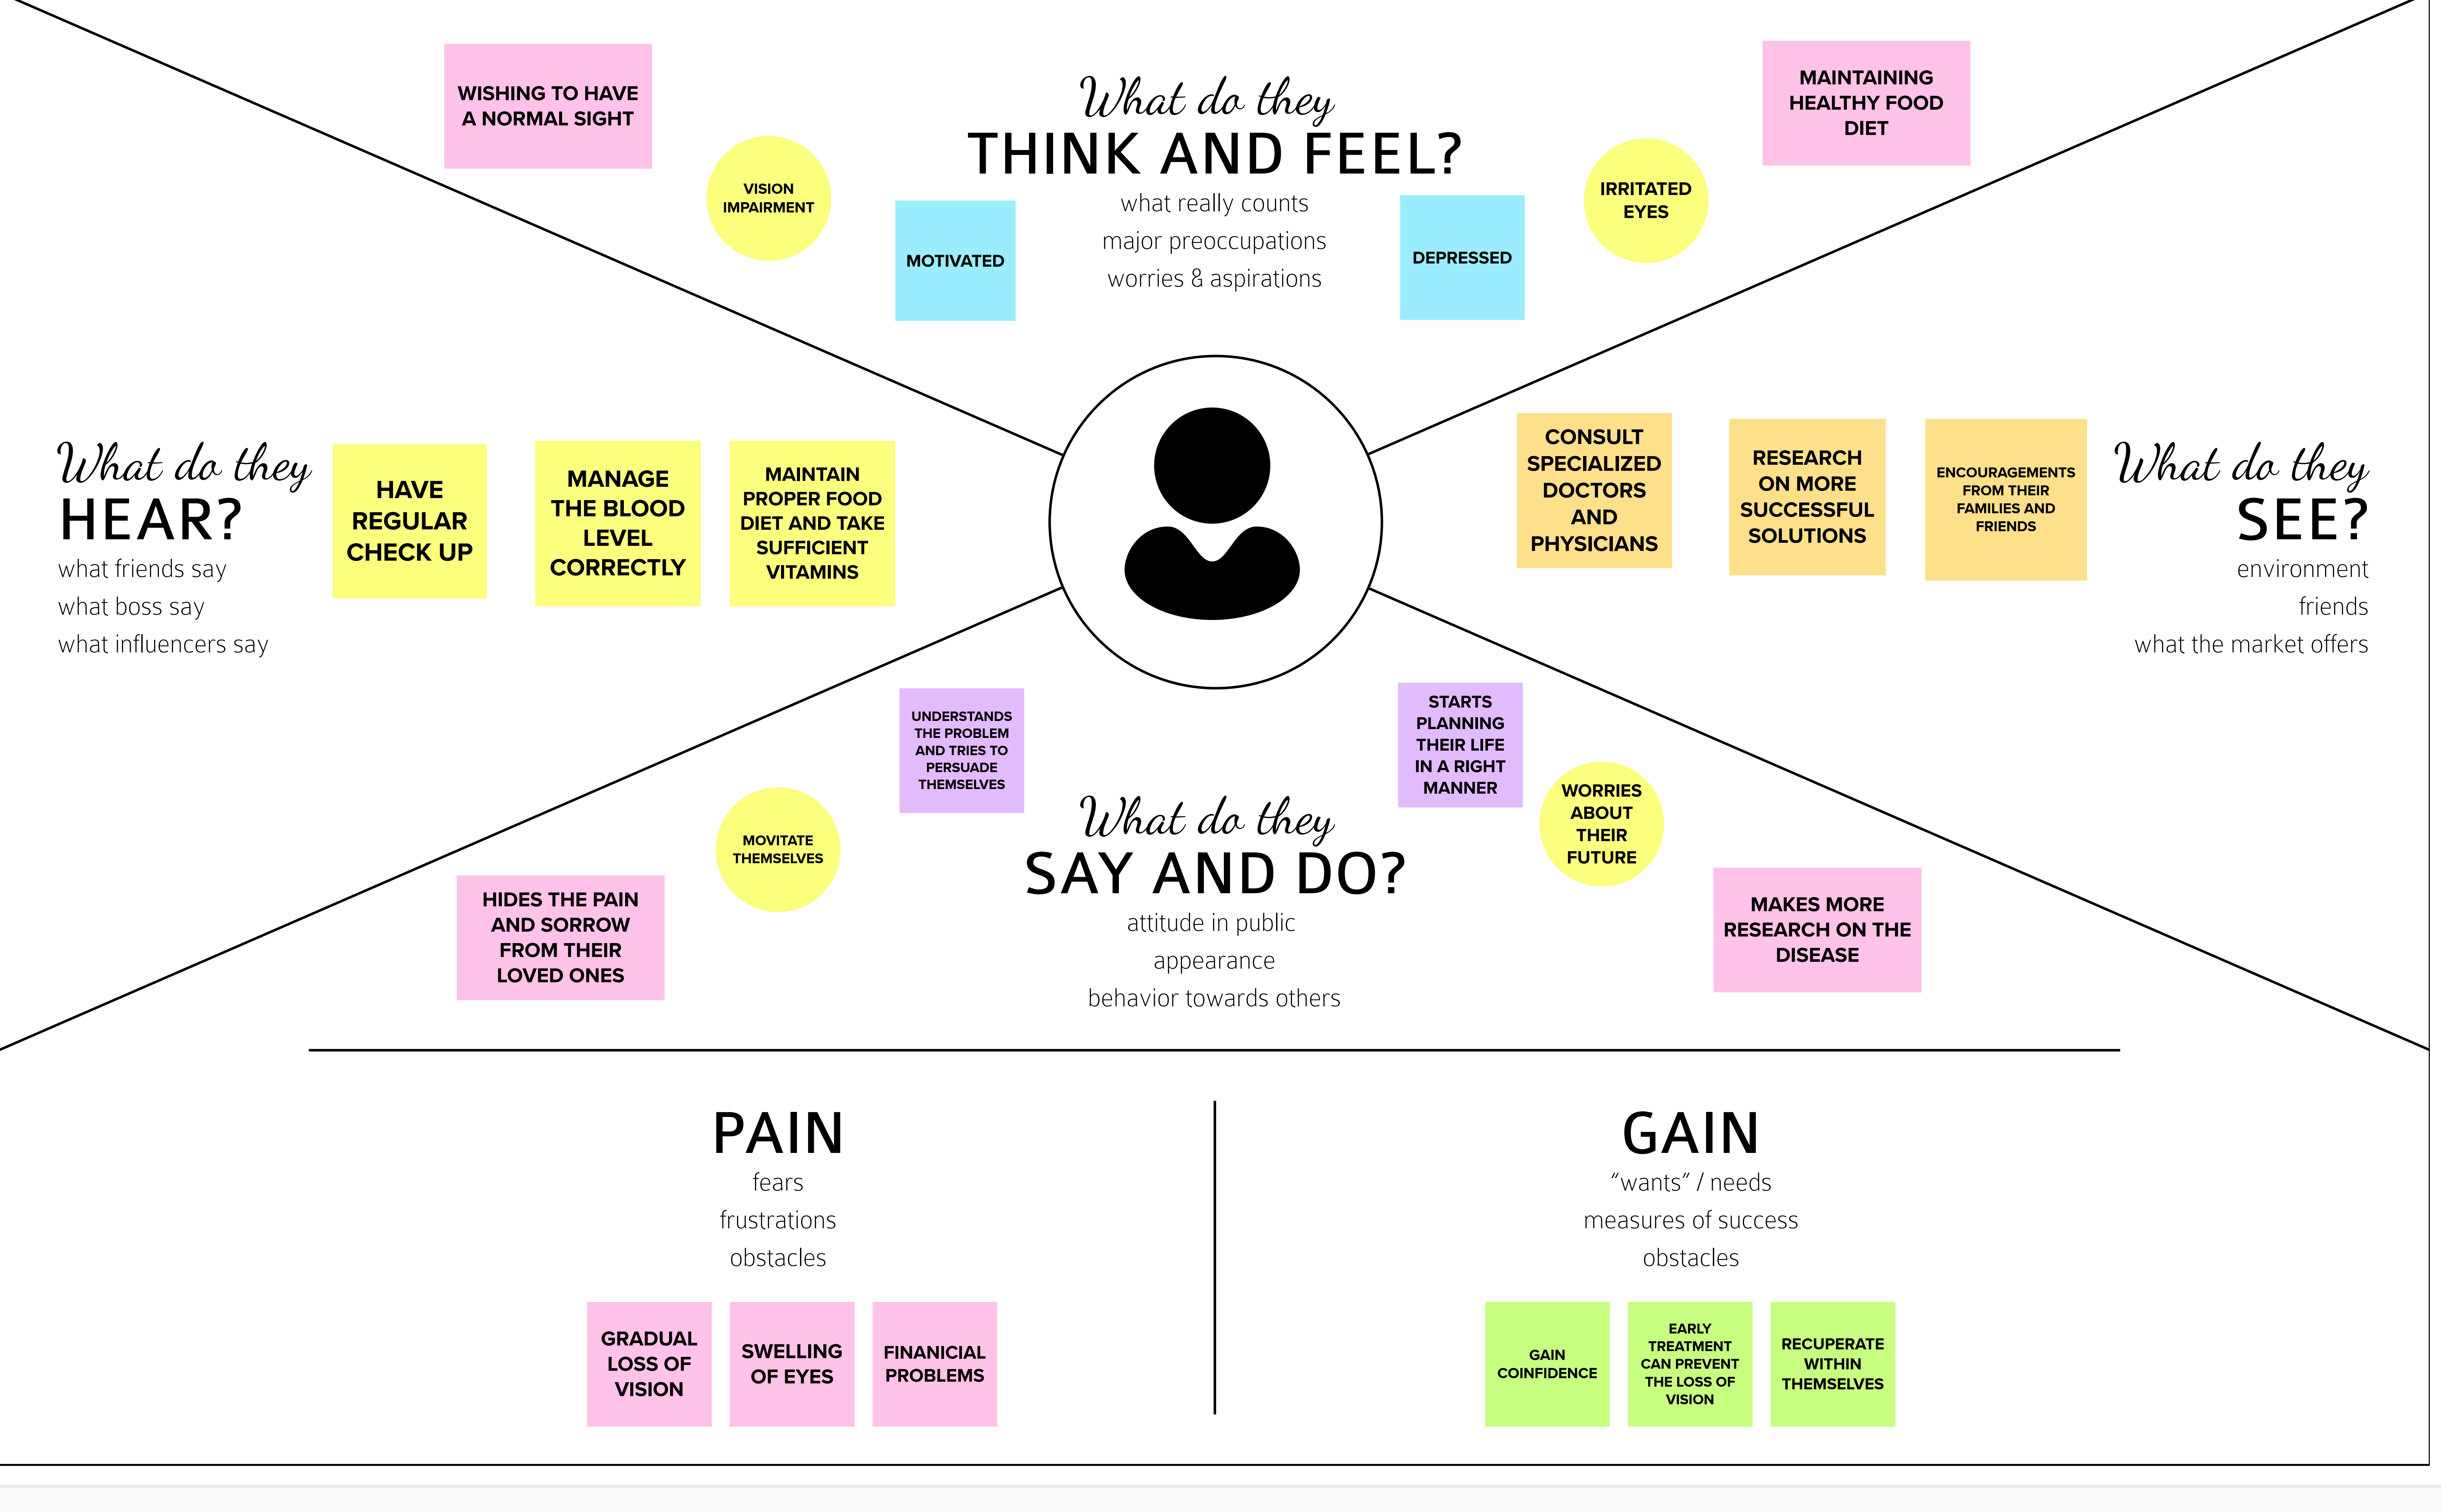 WISHING TO HAVE
A NORMAL SIGHT
VISION
IMPAIRMENT
MOTIVATED
What do they
THINK AND FEEL?
what really counts
major preoccupations
worries & aspirations
DEPRESSED
IRRITATED
EYES
MAINTAINING
HEALTHY FOOD
DIET
What do they
HEAR?
what friends say
what boss say
what influencers say
HAVE
REGULAR
CHECK UP
MANAGE
THE BLOOD
LEVEL
CORRECTLY
MAINTAIN
PROPER FOOD
DIET AND TAKE
SUFFICIENT
VITAMINS
CONSULT
SPECIALIZED
DOCTORS
AND
PHYSICIANS
RESEARCH
ON MORE
SUCCESSFUL
SOLUTIONS
ENCOURAGEMENTS
FROM THEIR
FAMILIES AND
FRIENDS
What do they
SEE?
environment
friends
what the market offers
HIDES THE PAIN
AND SORROW
FROM THEIR
LOVED ONES
MOVITATE
THEMSELVES
UNDERSTANDS
THE PROBLEM
AND TRIES TO
PERSUADE
THEMSELVES
What do they
SAY AND DO?
attitude in public
appearance
behavior towards others
STARTS
PLANNING
THEIR LIFE
IN A RIGHT
MANNER
WORRIES
ABOUT
THEIR
FUTURE
MAKES MORE
RESEARCH ON THE
DISEASE
PAIN
fears
frustrations
obstacles
GRADUAL
LOSS OF
VISION
SWELLING
OF EYES
FINANICIAL
PROBLEMS
GAIN
“wants” / needs
measures of success
obstacles
GAIN
COINFIDENCE
EARLY
TREATMENT
CAN PREVENT
THE LOSS OF
VISION
RECUPERATE
WITHIN
THEMSELVES